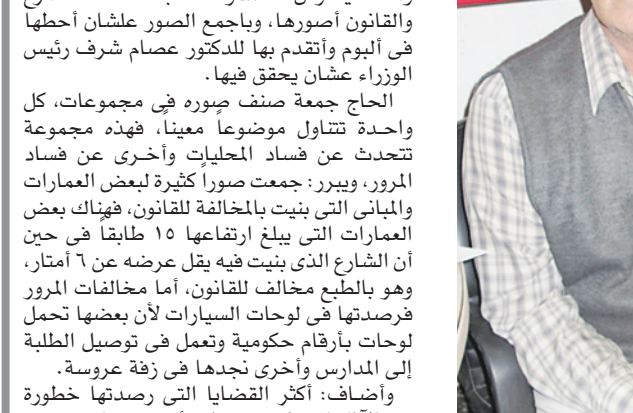 والقانون أصورها، وباجمع الصور علشان أحطها
فى ألبوم وأتقدم بها للدكتور عصام شرف رئيس
الوزراء عشان يحقق فيها.
الحاج جمعة صنف صوره فى مجموعات، كل
واحدة تتناول موضوعاً معيناً، فهذه مجموعة
تتحدث عن فساد المحليات وأخرى عن فساد
المرور، ويبرر: جمعت صوراً كثيرة لبعض العمارات
والمبانى التى بنيت بالمخالفة للقانون، فهناك بعض
العمارات التى يبلغ ارتفاعها ١٥ طابقاً فى حين
أن الشارع الذى بنيت فيه يقل عرضه عن ٦ أمتار،
وهو بالطبع مخالف للقانون، أما مخالفات المرور
فرصدتها فى لوحات السيارات لأن بعضها تحمل
لوحات بأرقام حكومية وتعمل فى توصيل الطلبة
إلى المدارس وأخرى نجدها فى زفة عروسة.
وأضاف: أكثر القضايا التى رصدتها خطورة